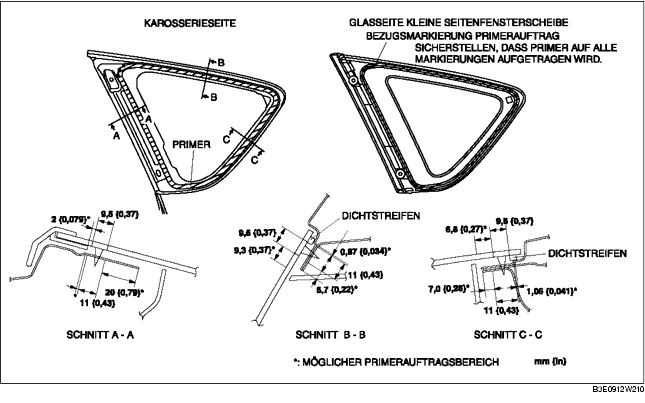 KAROSSERIESEITE
GLASSEITE KLEINE SEITENFENSTERSCHEIBE
BEZUGSMARKIERUNG PRIMERAUFTRAG
SICHERSTELLEN, DASS PRIMER AUF ALLE
MARKIERUNGEN AUFGETRAGEN WIRD.
B
B
A
A
C
C
PRIMER
2 {0,079}*
9,5 {0,37}
20 {0,79}*
11 {0,43}
SCHNITT A - A
DICHTSTREIFEN
9,5 {0,37}
9,3 {0,37}*
0,87 {0,034}*
11 {0,43}
5,7 {0,22}*
SCHNITT B - B
9,5 {0,37}
6,8 {0,27}*
DICHTSTREIFEN
7,0 {0,28}*
1,05 {0,041}*
11 {0,43}
SCHNITT C - C
*: MÖGLICHER PRIMERAUFTRAGSBEREICH
mm {in}
B3E0912W210